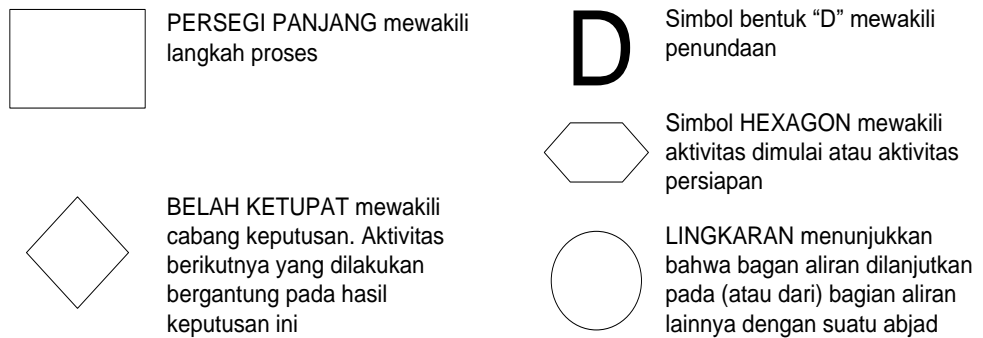 PERSEGI PANJANG mewakili
langkah proses
BELAH KETUPAT mewakili
cabang keputusan. Aktivitas
berikutnya yang dilakukan
bergantung pada hasil
keputusan ini
D
Simbol bentuk “D” mewakili
penundaan
Simbol HEXAGON mewakili
aktivitas dimulai atau aktivitas
persiapan
LINGKARAN menunjukkan
bahwa bagan aliran dilanjutkan
pada (atau dari) bagian aliran
lainnya dengan suatu abjad